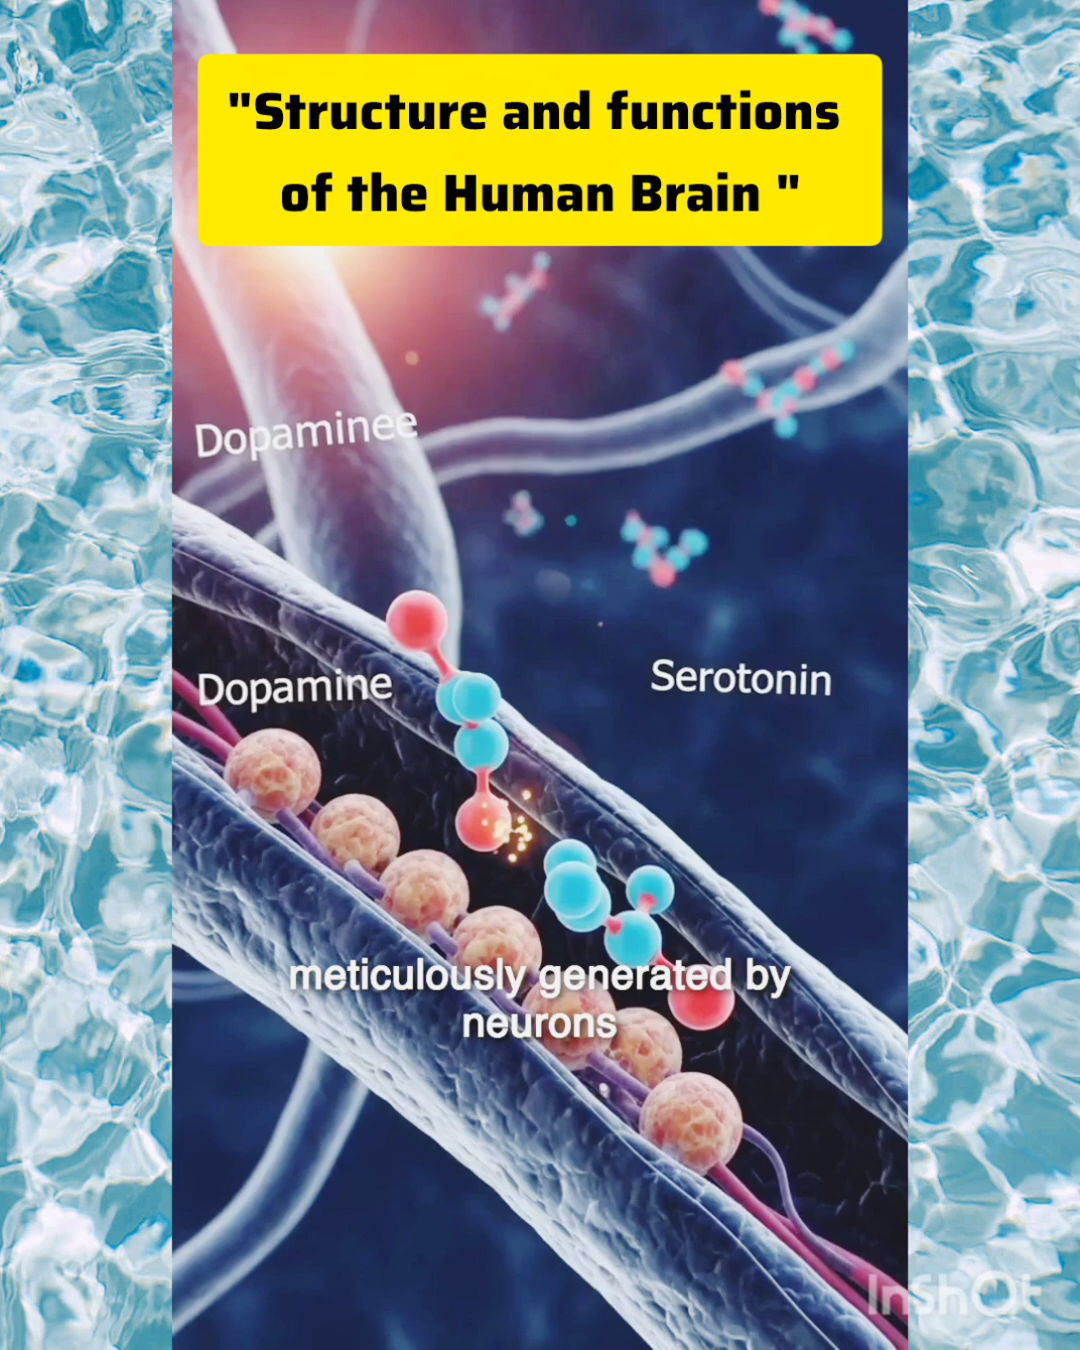 "Structure and functions
of the Human Brain "
Dopaminee
Dopamine
Serotonin
meticulously generated by
neurons
InShOt